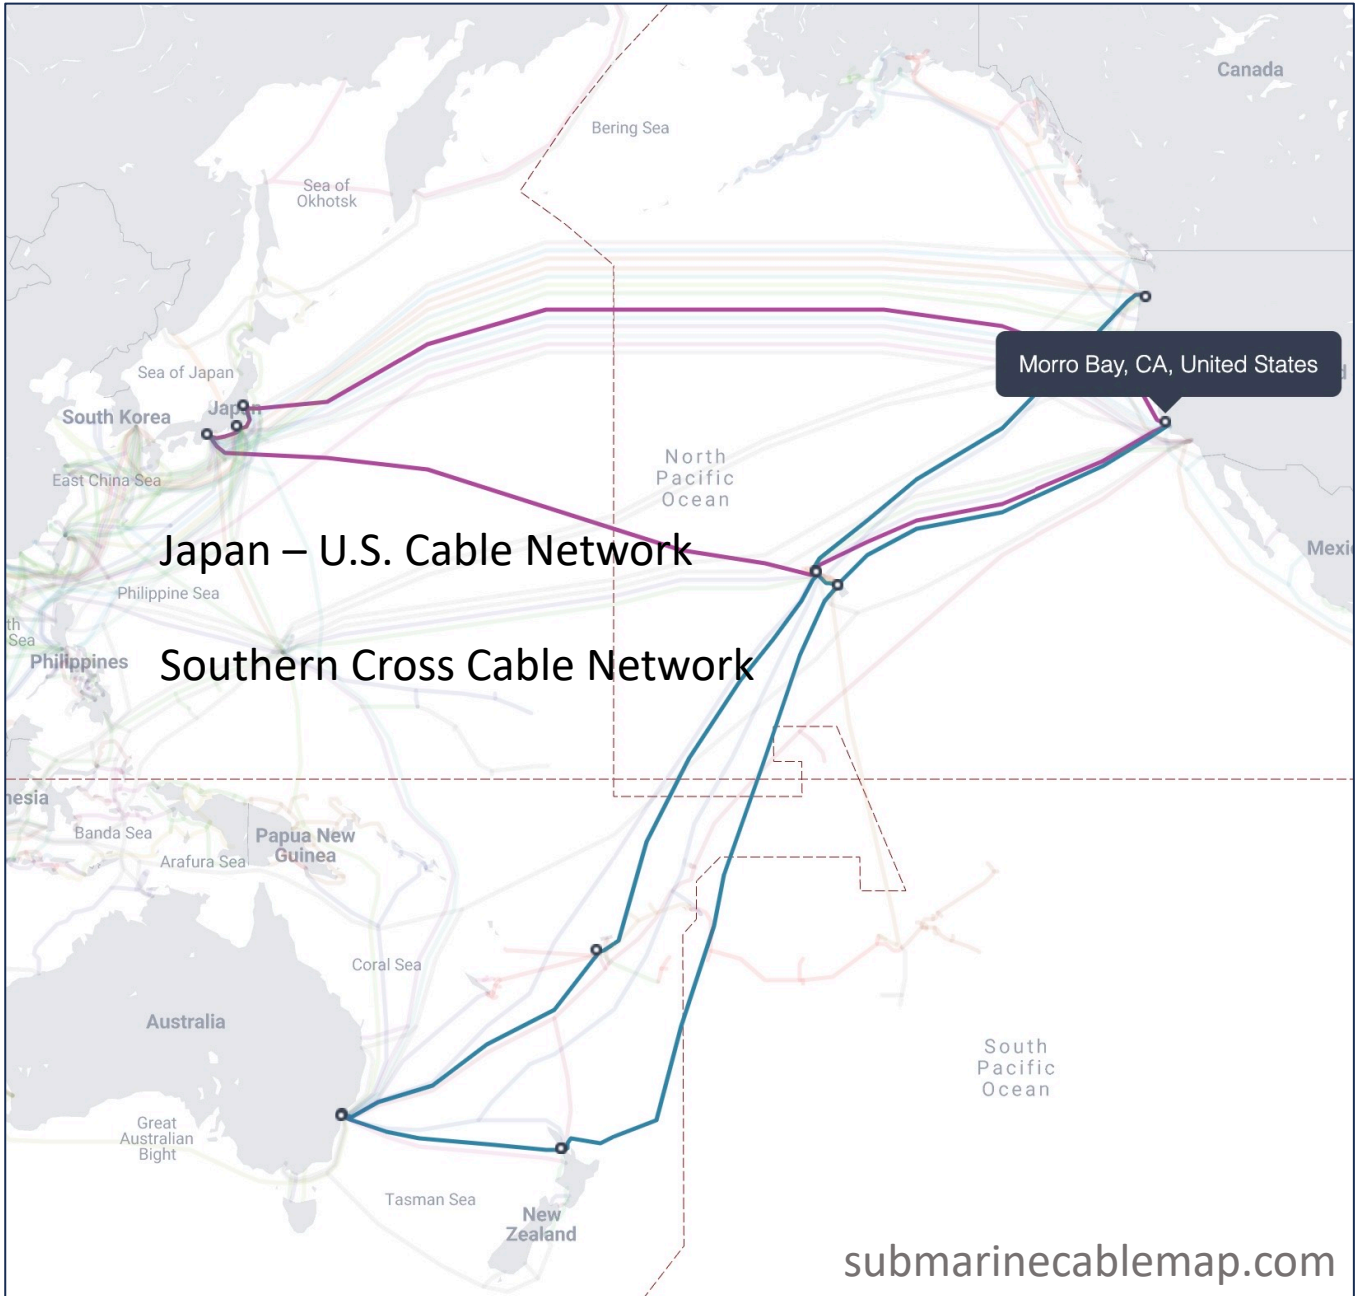 Canada
Bering Sea
Sea of
Okhotsk
Morro Bay, CA, United States
Sea of Japan
South Korea
Japan
East China Sea
North
Pacific
Ocean
Japan – U.S. Cable Network
Mexi
Philippine Sea
th
Sea
Philippines
Southern Cross Cable Network
nesia
Banda Sea
Papua New
Guinea
Arafura Sea
Coral Sea
Australia
South
Pacific
Ocean
Great
Australian
Bight
Tasman Sea
New
Zealand
submarinecablemap.com